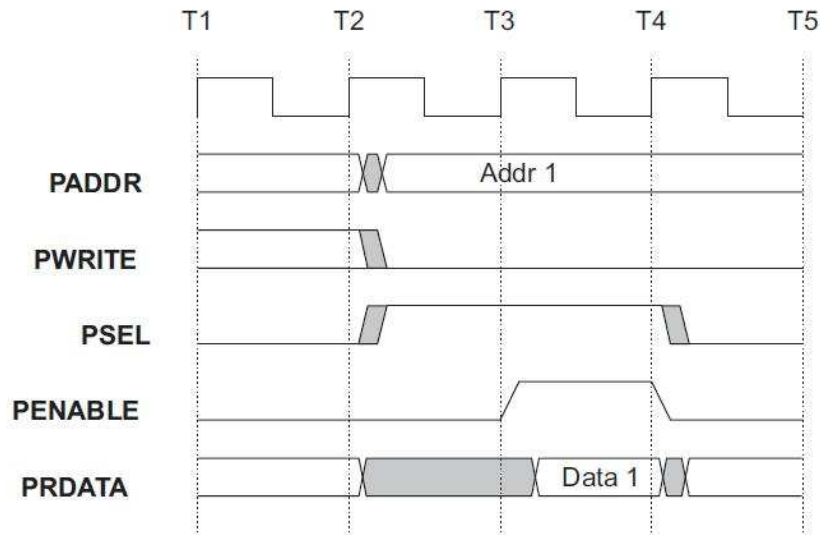 T1 T2 T3 T4 T5
PADDR Addr 1
PWRITE
PSEL
PENABLE
PRDATA Data 1